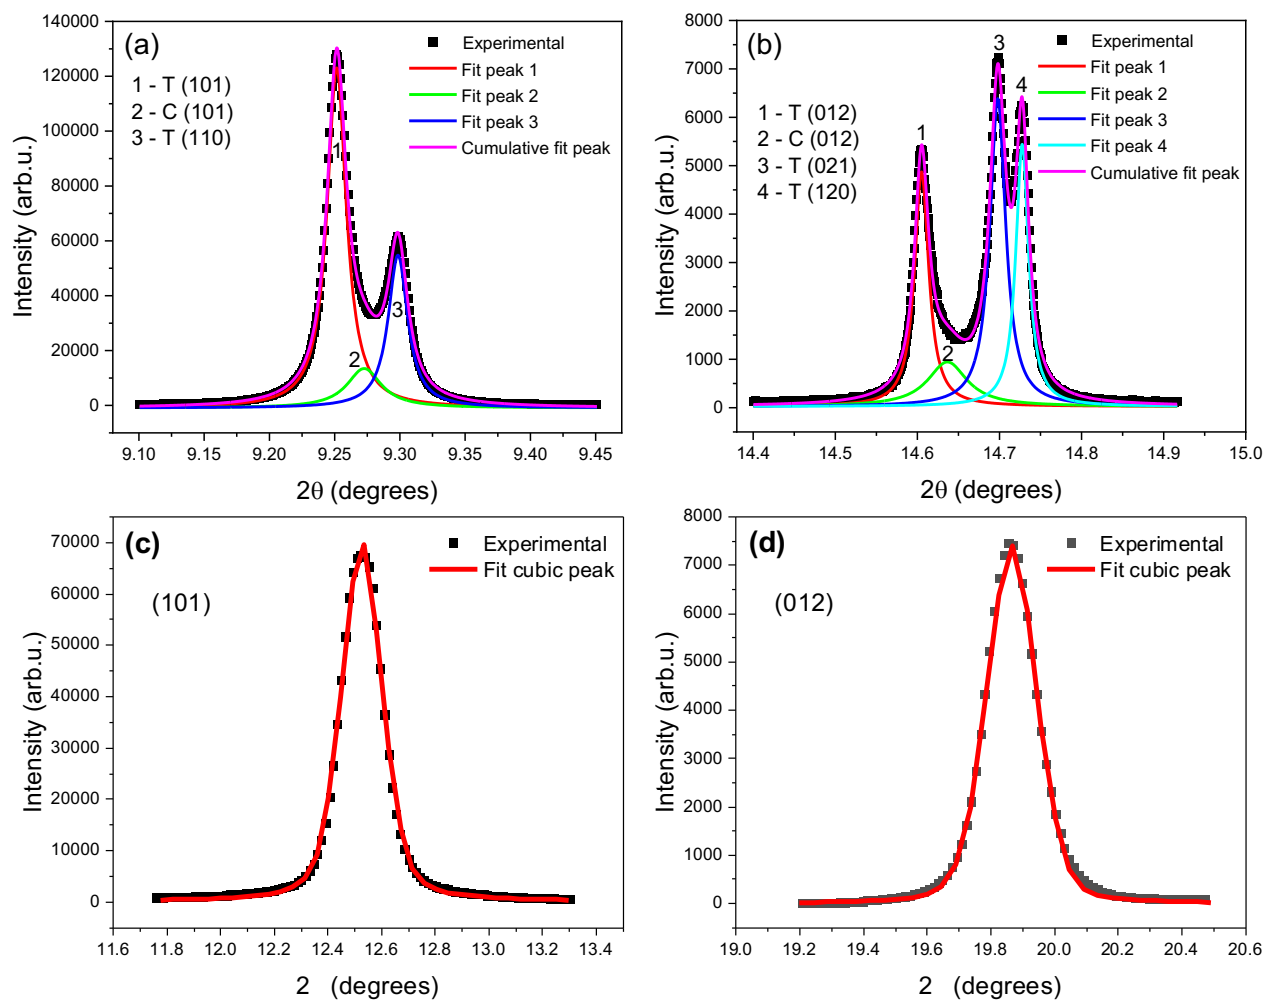 (a)
Experimental
Fit peak 1
Fit peak 2
Fit peak 3
Cumulative fit peak
1 - T (101)
2 - C (101)
3 - T (110)
1
2
3
140000
120000
100000
80000
60000
40000
20000
0
Intensity (arb.u.)
9.10 9.15 9.20 9.25 9.30 9.35 9.40 9.45
2θ (degrees)
(b)
Experimental
Fit peak 1
Fit peak 2
Fit peak 3
Fit peak 4
Cumulative fit peak
1 - T (012)
2 - C (012)
3 - T (021)
4 - T (120)
1
2
3
4
8000
7000
6000
5000
4000
3000
2000
1000
0
Intensity (arb.u.)
14.4 14.5 14.6 14.7 14.8 14.9 15.0
2θ (degrees)
(c)
Experimental
Fit cubic peak
(101)
70000
60000
50000
40000
30000
20000
10000
0
Intensity (arb.u.)
11.6 11.8 12.0 12.2 12.4 12.6 12.8 13.0 13.2 13.4
2 (degrees)
(d)
Experimental
Fit cubic peak
(012)
8000
7000
6000
5000
4000
3000
2000
1000
0
Intensity (arb.u.)
19.0 19.2 19.4 19.6 19.8 20.0 20.2 20.4 20.6
2 (degrees)